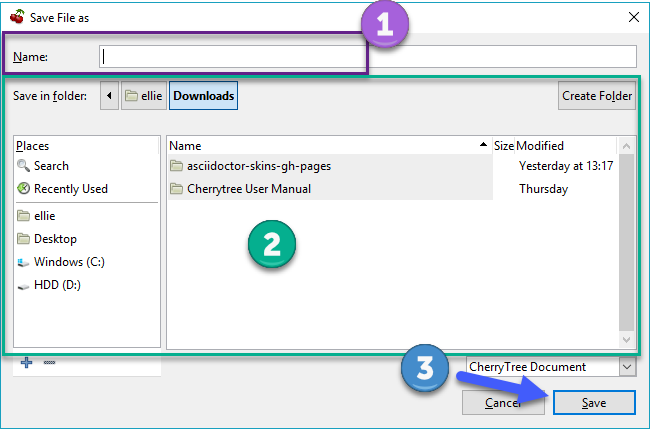 Save File as
1
Name:
Save in folder: ellie Downloads Create Folder
Places Name Size Modified
Search asciidoctor-skins-gh-pages Yesterday at 13:17
Recently Used Cherrytree User Manual Thursday
ellie
Desktop
2
Windows (C:)
HDD (D:)
3
CherryTree Document
Cancel Save